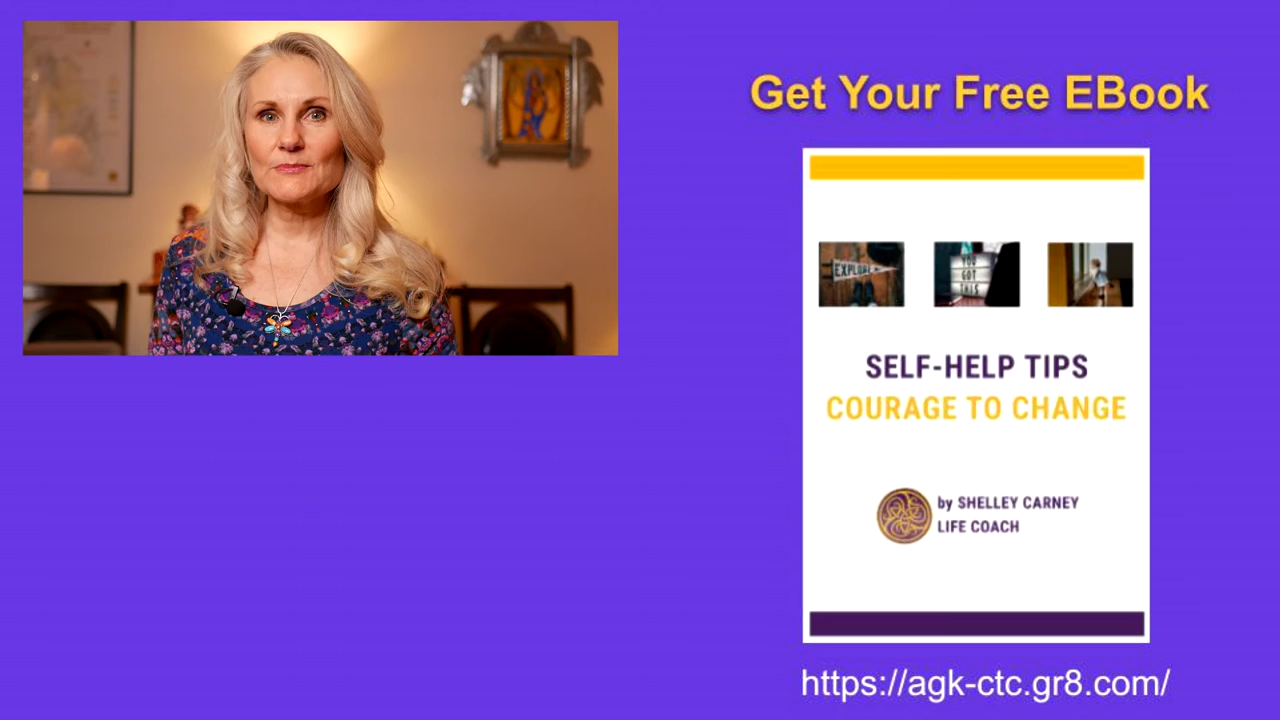 Get Your Free EBook
EXPLORE
YOU
GOT
THIS
SELF-HELP TIPS
COURAGE TO CHANGE
by SHELLEY CARNEY
LIFE COACH
https://agk-ctc.gr8.com/